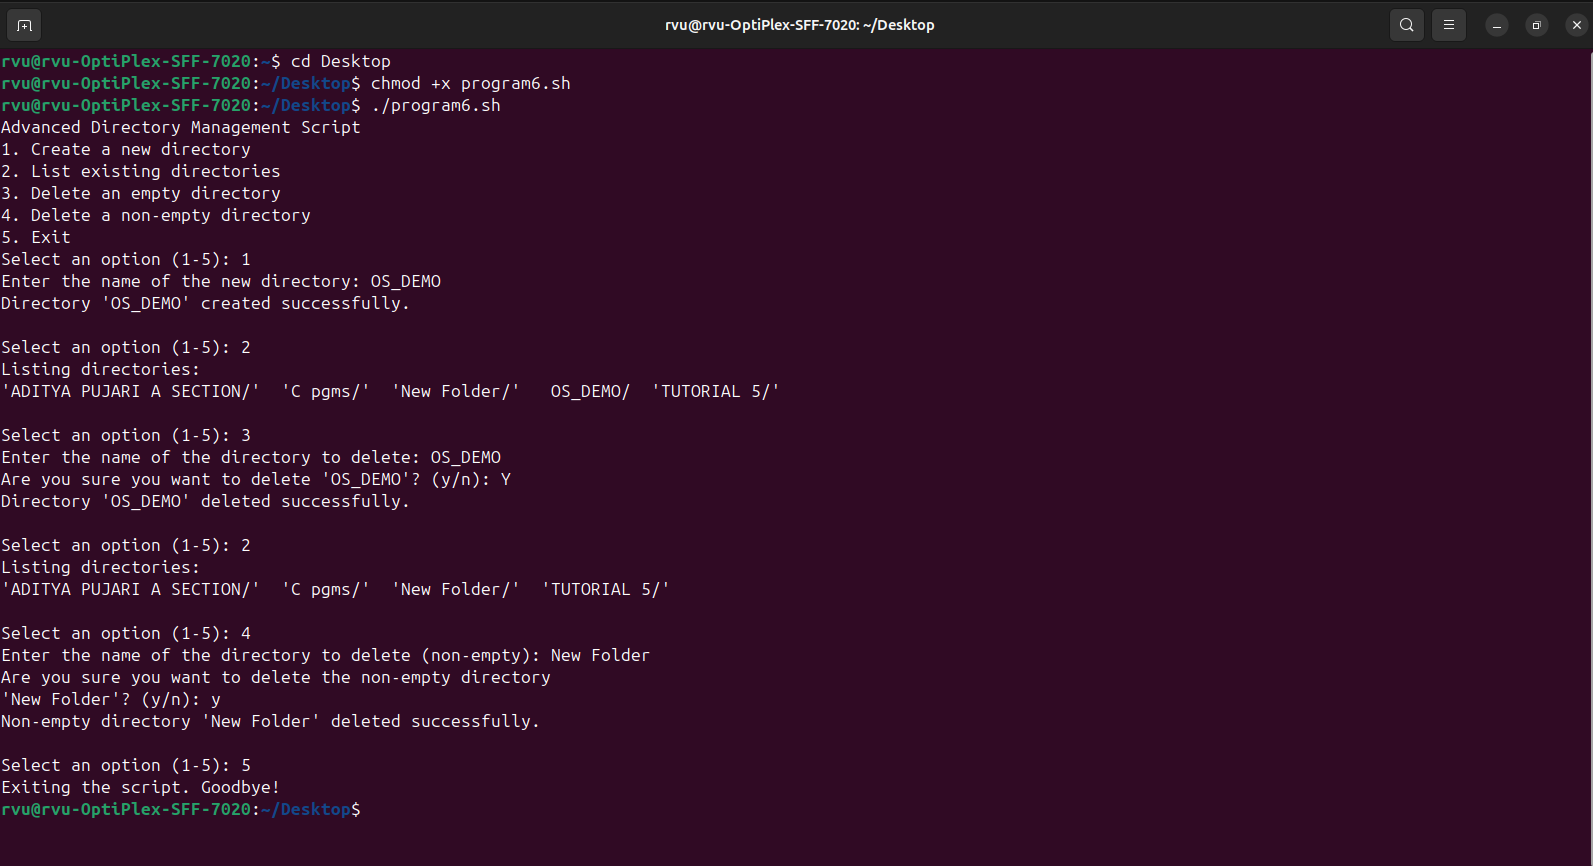 rvu@rvu-OptiPlex-SFF-7020: ~/Desktop
rvu@rvu-OptiPlex-SFF-7020:~$ cd Desktop
rvu@rvu-OptiPlex-SFF-7020:~/Desktop$ chmod +x program6.sh
rvu@rvu-OptiPlex-SFF-7020:~/Desktop$ ./program6.sh
Advanced Directory Management Script
1. Create a new directory
2. List existing directories
3. Delete an empty directory
4. Delete a non-empty directory
5. Exit
Select an option (1-5): 1
Enter the name of the new directory: OS_DEMO
Directory 'OS_DEMO' created successfully.
Select an option (1-5): 2
Listing directories:
'ADITYA PUJARI A SECTION/'  'C pgms/'  'New Folder/'   OS_DEMO/  'TUTORIAL 5/'
Select an option (1-5): 3
Enter the name of the directory to delete: OS_DEMO
Are you sure you want to delete 'OS_DEMO'? (y/n): Y
Directory 'OS_DEMO' deleted successfully.
Select an option (1-5): 2
Listing directories:
'ADITYA PUJARI A SECTION/'  'C pgms/'  'New Folder/'  'TUTORIAL 5/'
Select an option (1-5): 4
Enter the name of the directory to delete (non-empty): New Folder
Are you sure you want to delete the non-empty directory
'New Folder'? (y/n): y
Non-empty directory 'New Folder' deleted successfully.
Select an option (1-5): 5
Exiting the script. Goodbye!
rvu@rvu-OptiPlex-SFF-7020:~/Desktop$